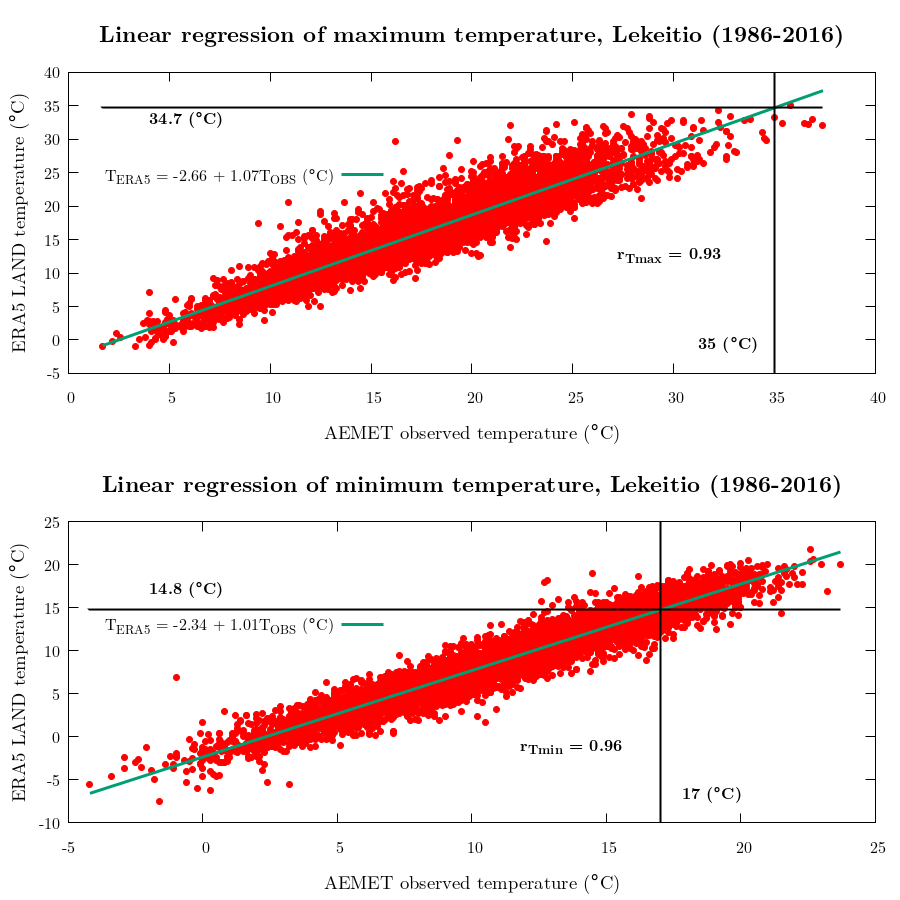 Linear regression of maximum temperature, Lekeitio (1986-2016)
40
35
30
25
20
15
10
5
0
-5
ERA5 LAND temperature (°C)
34.7 (°C)
T_ERA5 = -2.66 + 1.07T_OBS (°C)
r_Tmax = 0.93
35 (°C)
0 5 10 15 20 25 30 35 40
AEMET observed temperature (°C)
Linear regression of minimum temperature, Lekeitio (1986-2016)
25
20
15
10
5
0
-5
-10
ERA5 LAND temperature (°C)
14.8 (°C)
T_ERA5 = -2.34 + 1.01T_OBS (°C)
r_Tmin = 0.96
17 (°C)
-5 0 5 10 15 20 25
AEMET observed temperature (°C)